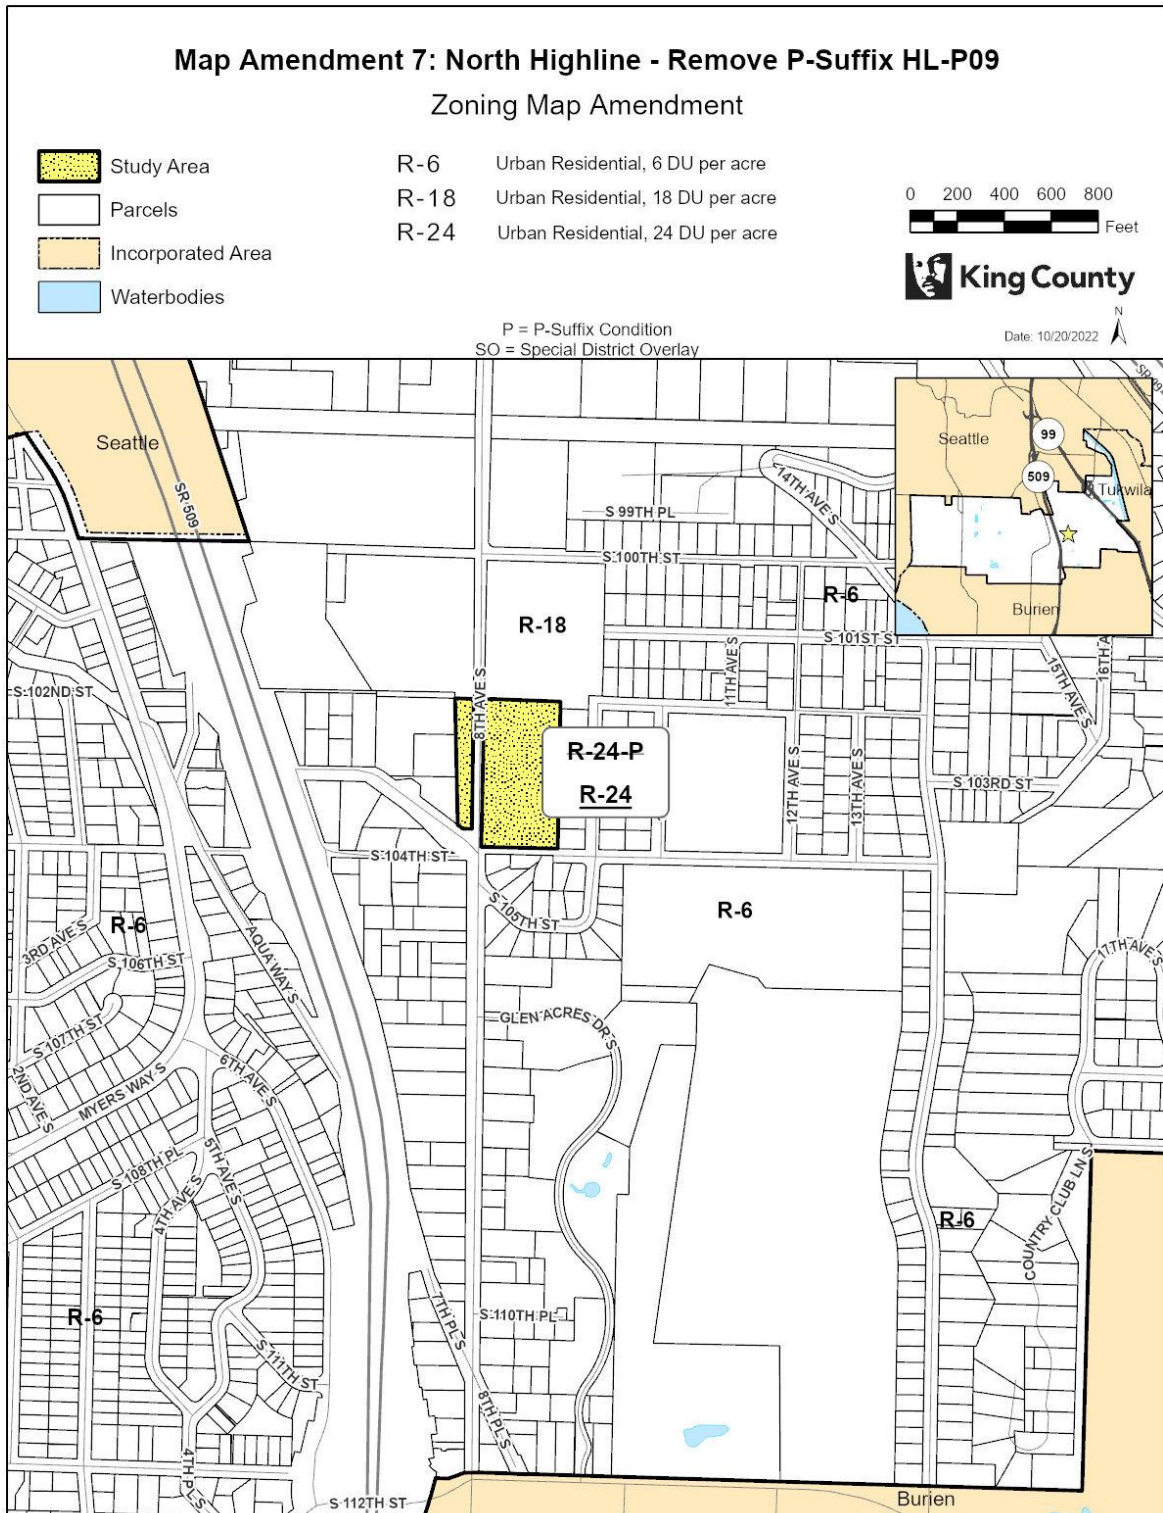 Map Amendment 7: North Highline - Remove P-Suffix HL-P09
Zoning Map Amendment
Study Area
Parcels
Incorporated Area
Waterbodies
R-6 Urban Residential, 6 DU per acre
R-18 Urban Residential, 18 DU per acre
R-24 Urban Residential, 24 DU per acre
P = P-Suffix Condition
SO = Special District Overlay
0 200 400 600 800
Feet
King County
N
Date: 10/20/2022
Seattle
SR 509
SR 99
Seattle
99
509
Tukwila
Burien
14TH AVE S
S 99TH PL
S 100TH ST
R-6
R-18
S 101ST ST
11TH AVE S
15TH AVE S
16TH A
S 102ND ST
8TH AVE S
R-24-P
R-24
12TH AVE S
13TH AVE S
S 103RD ST
S 104TH ST
S 105TH ST
R-6
R-6
3RD AVE S
S 106TH ST
AQUA WAY S
17TH AVE S
S 107TH ST
GLEN ACRES DR S
2ND AVE S
MYERS WAY S
6TH AVE S
S 108TH PL
5TH AVE S
4TH AVE S
R-6
COUNTRY CLUB LN S
R-6
7TH PL S
S 110TH PL
S 111TH ST
8TH PL S
4TH PL S
S 112TH ST
Burien